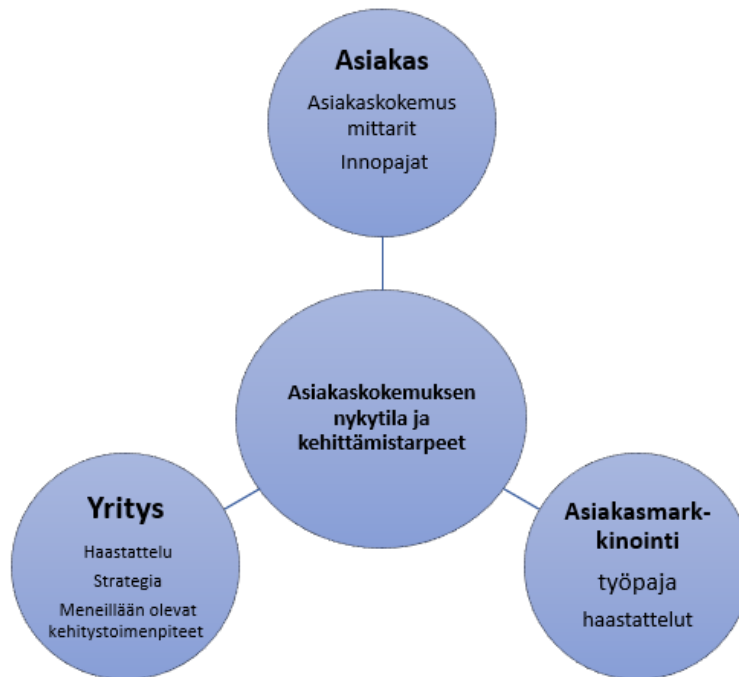 Asiakas
Asiakaskokemus
mittarit
Innopajat
Asiakaskokemuksen
nykytila ja
kehittämistarpeet
Yritys
Haastattelu
Strategia
Meneillään olevat
kehitystoimenpiteet
Asiakasmark-
kinointi
työpaja
haastattelut